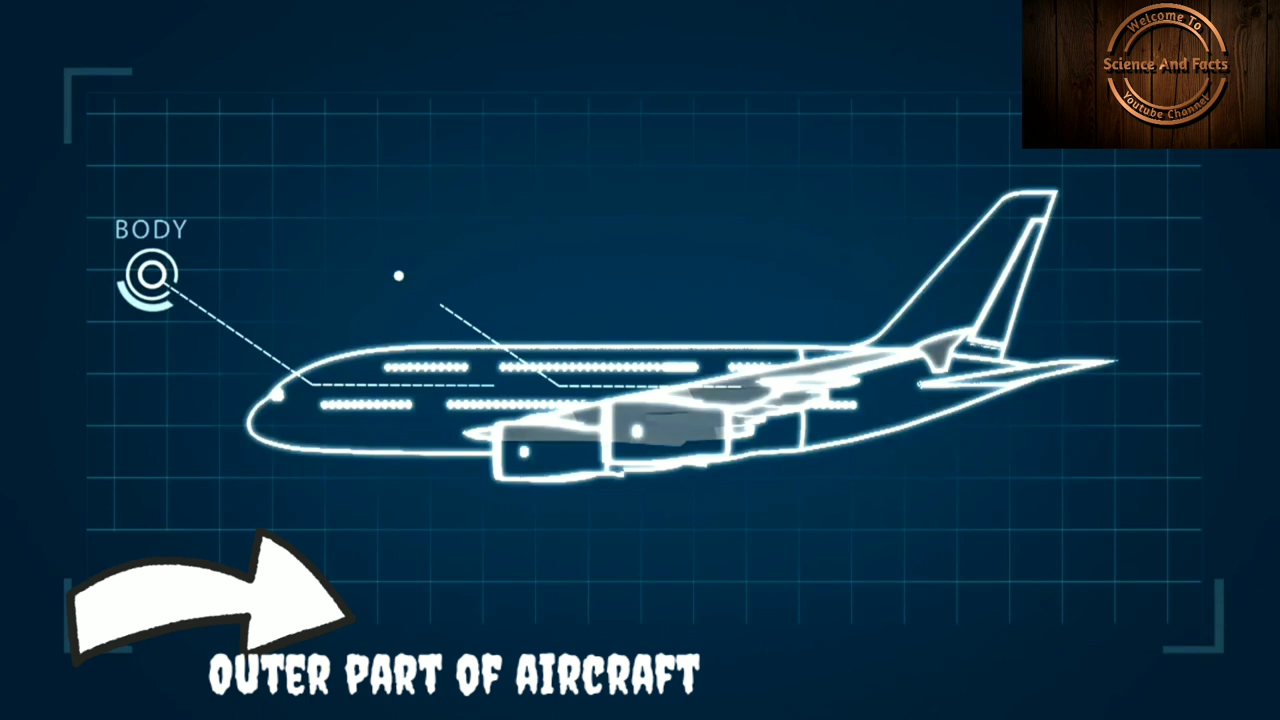 Welcome To
Science And Facts
Youtube Channel
BODY
OUTER PART OF AIRCRAFT